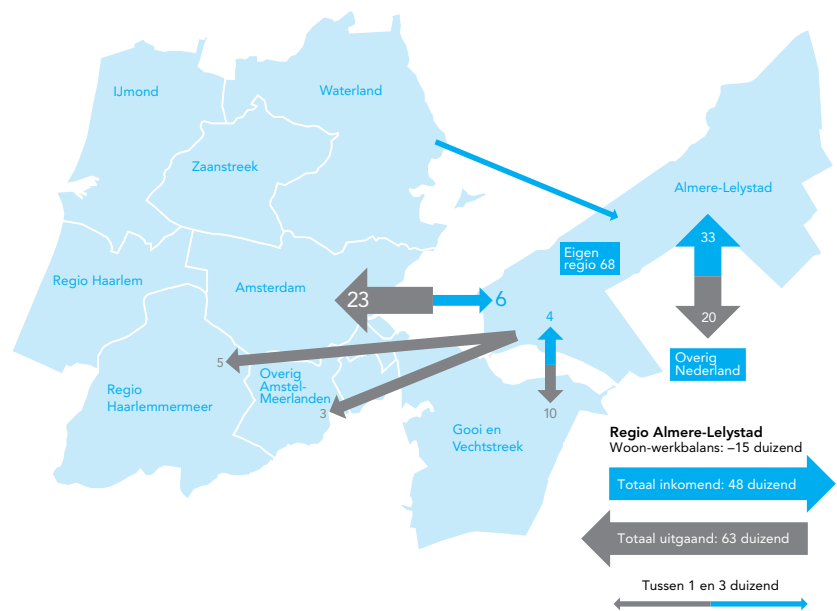 IJmond
Waterland
Zaanstreek
Almere-Lelystad
33
Eigen
regio 68
Regio Haarlem
Amsterdam
23
6
4
20
5
Overig
Amstel-
Meerlanden
Overig
Nederland
Regio
Haarlemmermeer
3
10
Gooi en
Vechtstreek
Regio Almere-Lelystad
Woon-werkbalans: –15 duizend
Totaal inkomend: 48 duizend
Totaal uitgaand: 63 duizend
Tussen 1 en 3 duizend